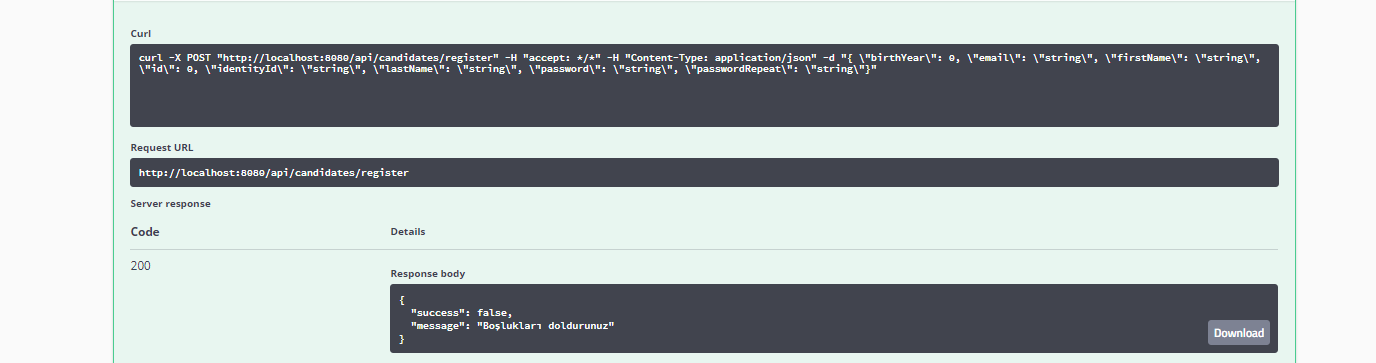 Curl
curl -X POST "http://localhost:8080/api/candidates/register" -H "accept: */*" -H "Content-Type: application/json" -d "{ \"birthYear\": 0, \"email\": \"string\", \"firstName\": \"string\",
\"id\": 0, \"identityId\": \"string\", \"lastName\": \"string\", \"password\": \"string\", \"passwordRepeat\": \"string\"}"
Request URL
http://localhost:8080/api/candidates/register
Server response
Code Details
200
Response body
{
"success": false,
"message": "Boşlukları doldurunuz"
}
Download